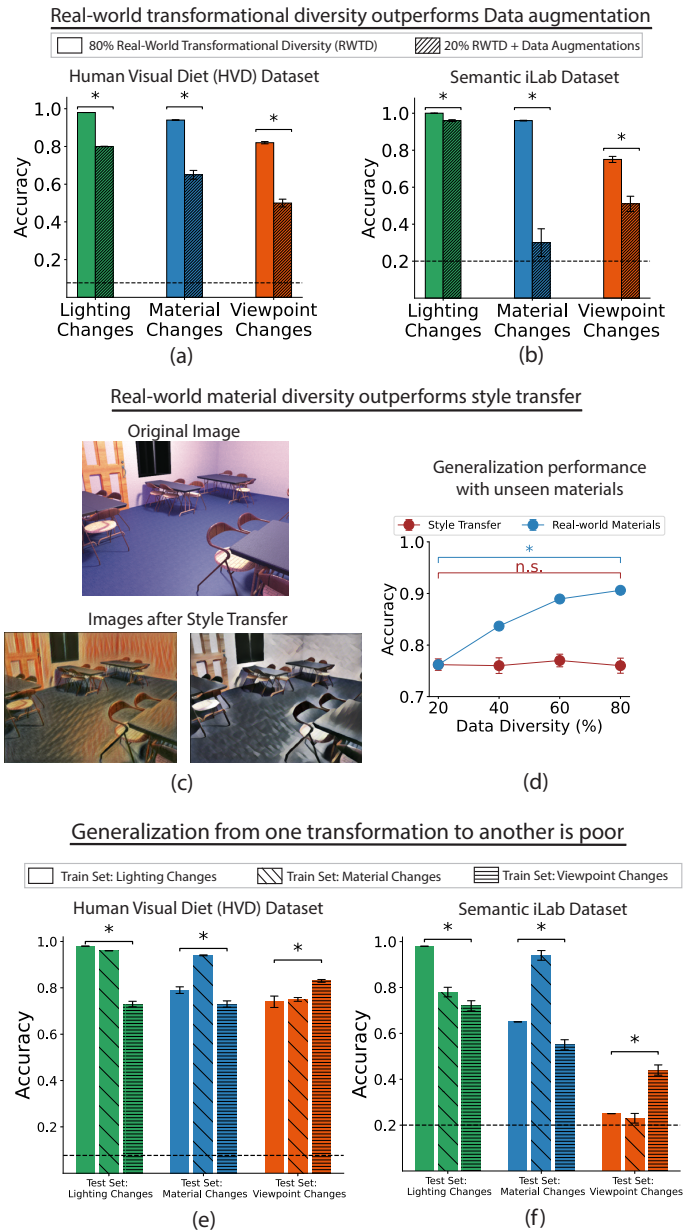 Real-world transformational diversity outperforms Data augmentation
80% Real-World Transformational Diversity (RWTD)
20% RWTD + Data Augmentations
Human Visual Diet (HVD) Dataset
Semantic iLab Dataset
*
*
*
1.0
0.8
0.6
0.4
0.2
Accuracy
Lighting
Changes
Material
Changes
Viewpoint
Changes
(a)
*
*
*
1.0
0.8
0.6
0.4
0.2
Accuracy
Lighting
Changes
Material
Changes
Viewpoint
Changes
(b)
Real-world material diversity outperforms style transfer
Original Image
Images after Style Transfer
(c)
Generalization performance
with unseen materials
Style Transfer
Real-world Materials
1.0
0.9
0.8
0.7
Accuracy
*
n.s.
20
40
60
80
Data Diversity (%)
(d)
Generalization from one transformation to another is poor
Train Set: Lighting Changes
Train Set: Material Changes
Train Set: Viewpoint Changes
Human Visual Diet (HVD) Dataset
Semantic iLab Dataset
*
*
*
1.0
0.8
0.6
0.4
0.2
Accuracy
Test Set:
Lighting Changes
Test Set:
Material Changes
Test Set:
Viewpoint Changes
(e)
*
*
*
1.0
0.8
0.6
0.4
0.2
Accuracy
Test Set:
Lighting Changes
Test Set:
Material Changes
Test Set:
Viewpoint Changes
(f)